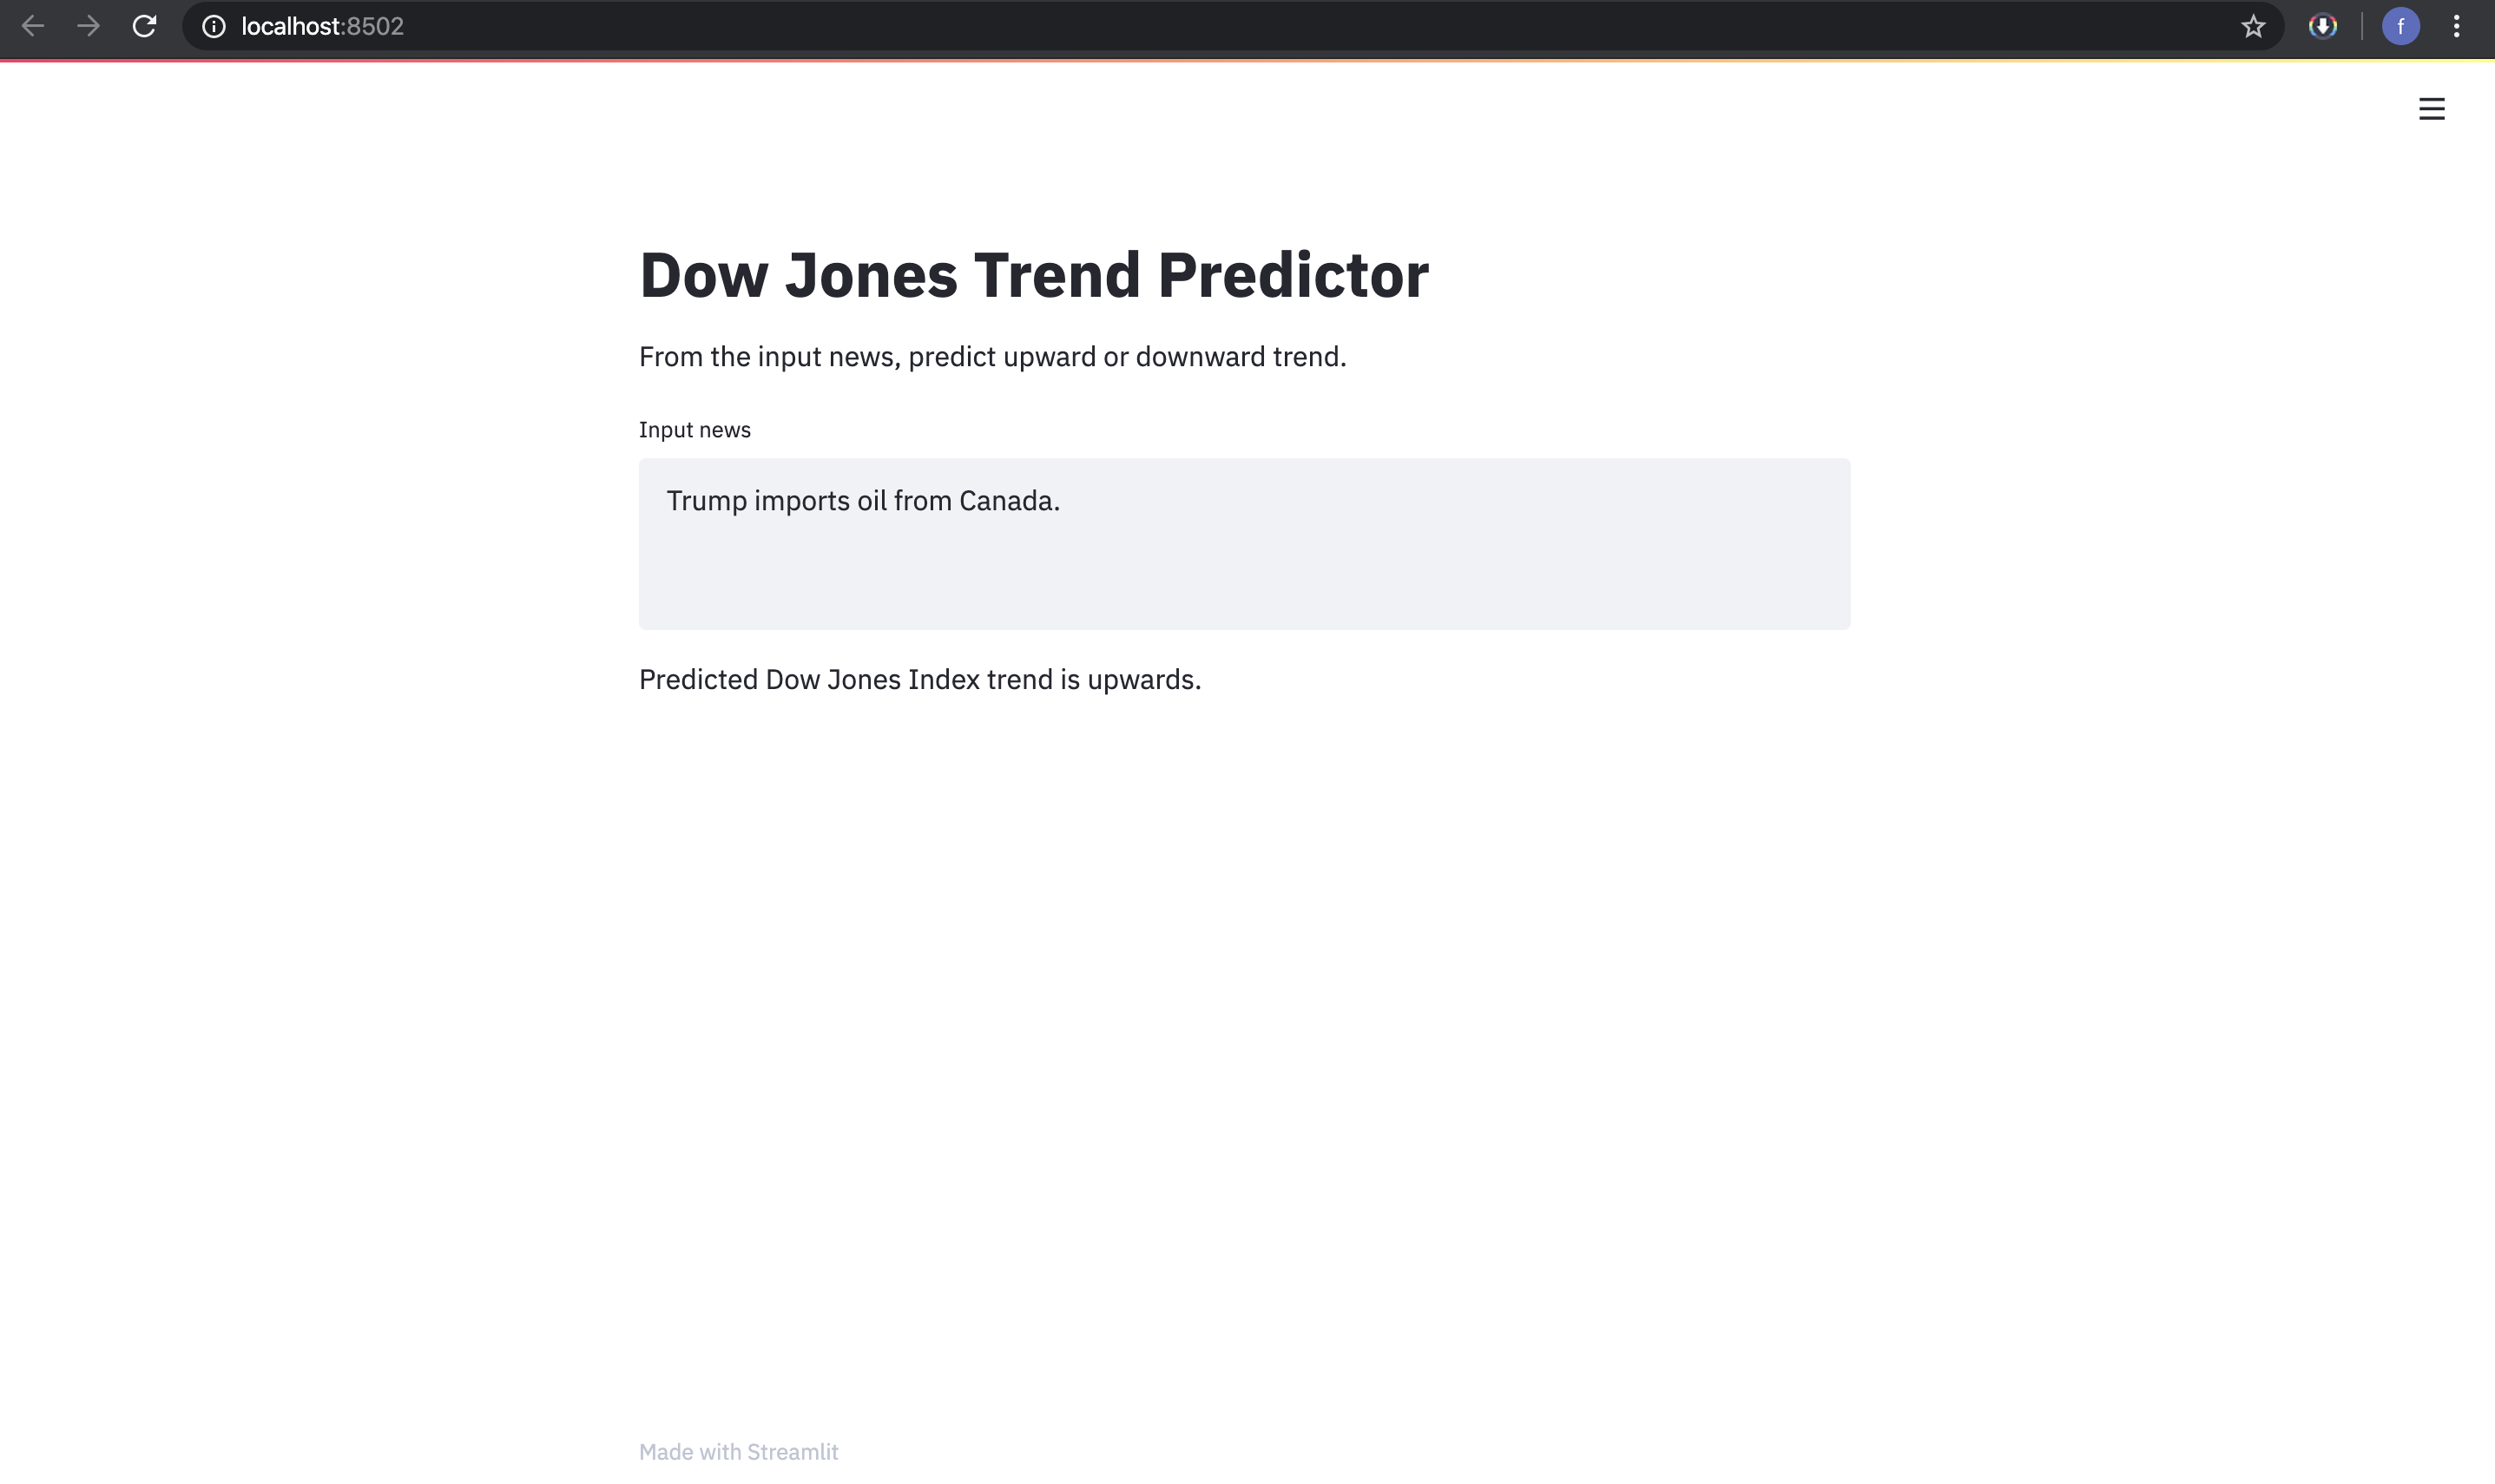 localhost:8502
f
Dow Jones Trend Predictor
From the input news, predict upward or downward trend.
Input news
Trump imports oil from Canada.
Predicted Dow Jones Index trend is upwards.
Made with Streamlit